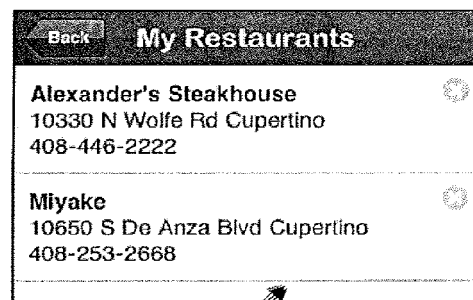 Back
My Restaurants
Alexander's Steakhouse
10330 N Wolfe Rd Cupertino
408-446-2222
Miyake
10650 S De Anza Blvd Cupertino
408-253-2668